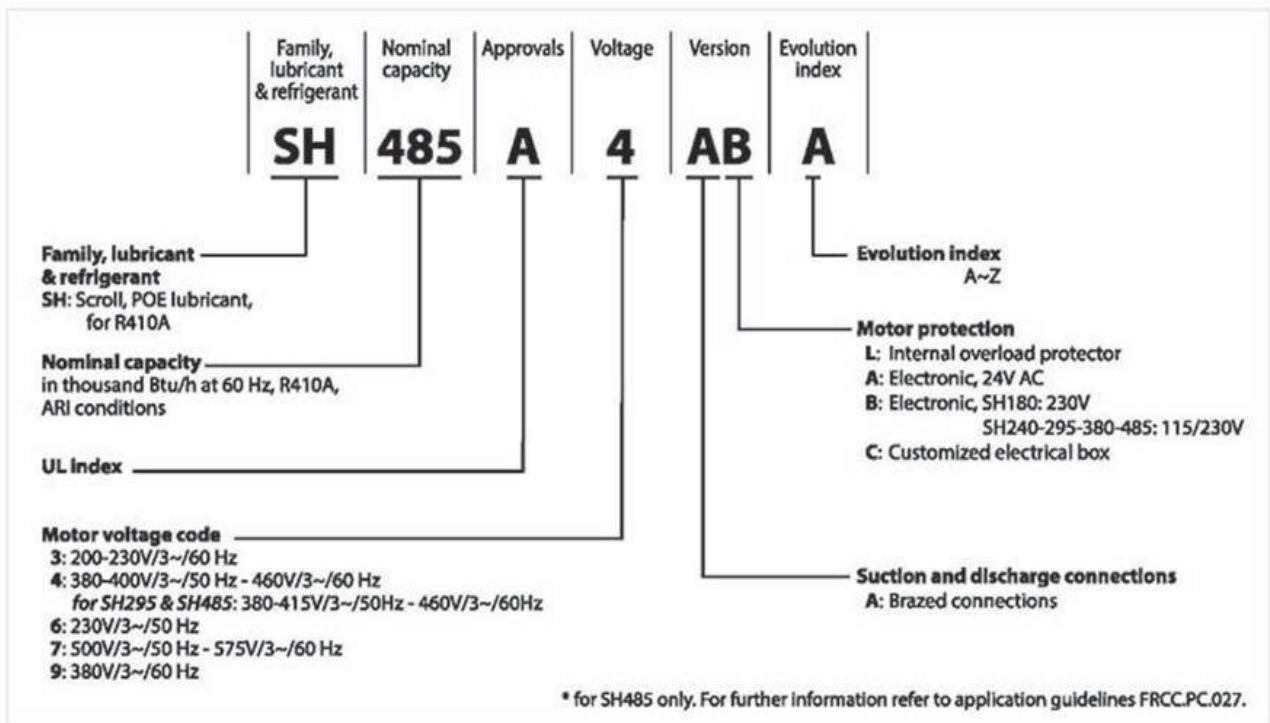 Family,
lubricant
& refrigerant
Nominal
capacity
Approvals
Voltage
Version
Evolution
index
SH 485 A 4 AB A
Family, lubricant
& refrigerant
SH: Scroll, POE lubricant,
for R410A
Nominal capacity
in thousand Btu/h at 60 Hz, R410A,
ARI conditions
UL index
Motor voltage code
3: 200-230V/3~/60 Hz
4: 380-400V/3~/50 Hz - 460V/3~/60 Hz
for SH295 & SH485: 380-415V/3~/50Hz - 460V/3~/60Hz
6: 230V/3~/50 Hz
7: 500V/3~/50 Hz - 575V/3~/60 Hz
9: 380V/3~/60 Hz
Evolution index
A~Z
Motor protection
L: Internal overload protector
A: Electronic, 24V AC
B: Electronic, SH180: 230V
SH240-295-380-485: 115/230V
C: Customized electrical box
Suction and discharge connections
A: Brazed connections
* for SH485 only. For further information refer to application guidelines FRCC.PC.027.